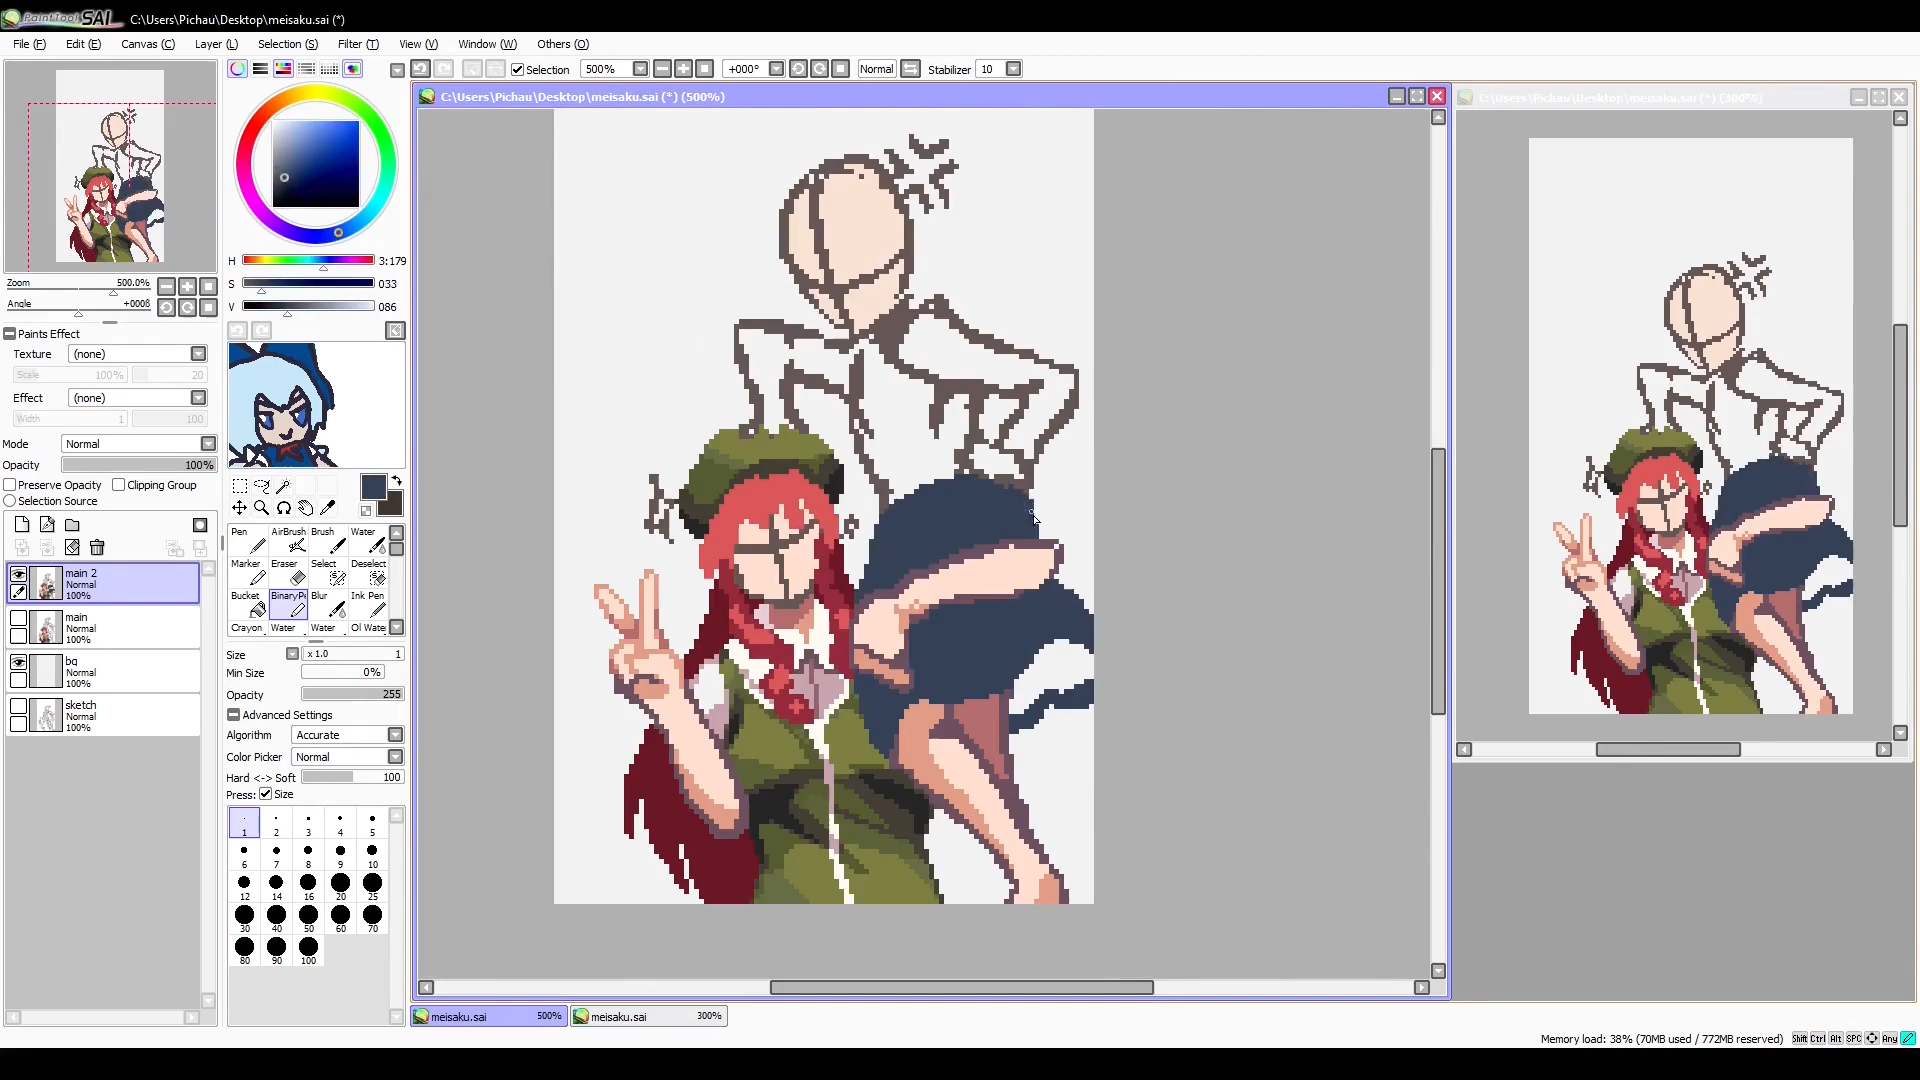 PaintTool SAI C:\Users\Pichau\Desktop\meisaku.sai (*)
File (F) Edit (E) Canvas (C) Layer (L) Selection (S) Filter (T) View (V) Window (W) Others (O)
Selection 500% +000° Normal Stabilizer 10
C:\Users\Pichau\Desktop\meisaku.sai (*) (500%)
C:\Users\Pichau\Desktop\meisaku.sai (*) (300%)
H 3:179
S 033
V 086
Zoom 500.0%
Angle +000ß
Paints Effect
Texture (none)
Scale 100% 20
Effect (none)
Width 1 100
Mode Normal
Opacity 100%
Preserve Opacity Clipping Group
Selection Source
main 2
Normal
100%
main
Normal
100%
bg
Normal
100%
sketch
Normal
100%
Pen AirBrush Brush Water
Marker Eraser Select Deselect
Bucket BinaryPe Blur Ink Pen
Crayon Water Water Ol Wate
Size x 1.0 1
Min Size 0%
Opacity 255
Advanced Settings
Algorithm Accurate
Color Picker Normal
Hard <-> Soft 100
Press: Size
1 2 3 4 5
6 7 8 9 10
12 14 16 20 25
30 40 50 60 70
80 90 100
meisaku.sai 500% meisaku.sai 300%
Memory load: 38% (70MB used / 772MB reserved) Shift Ctrl Alt SPC Any